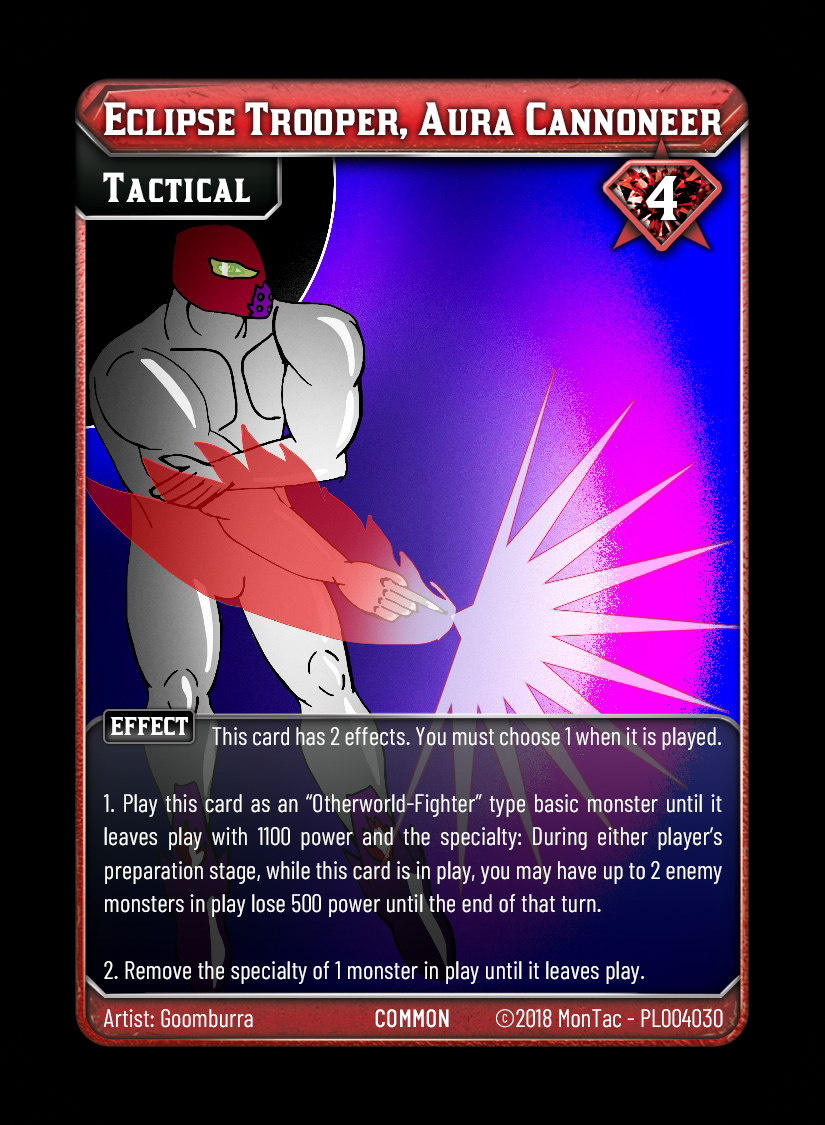 Eclipse Trooper, Aura Cannoneer
Tactical
4
EFFECT
This card has 2 effects. You must choose 1 when it is played.
1. Play this card as an “Otherworld-Fighter” type basic monster until it
leaves play with 1100 power and the specialty: During either player’s
preparation stage, while this card is in play, you may have up to 2 enemy
monsters in play lose 500 power until the end of that turn.
2. Remove the specialty of 1 monster in play until it leaves play.
Artist: Goomburra
COMMON
©2018 MonTac - PL004030